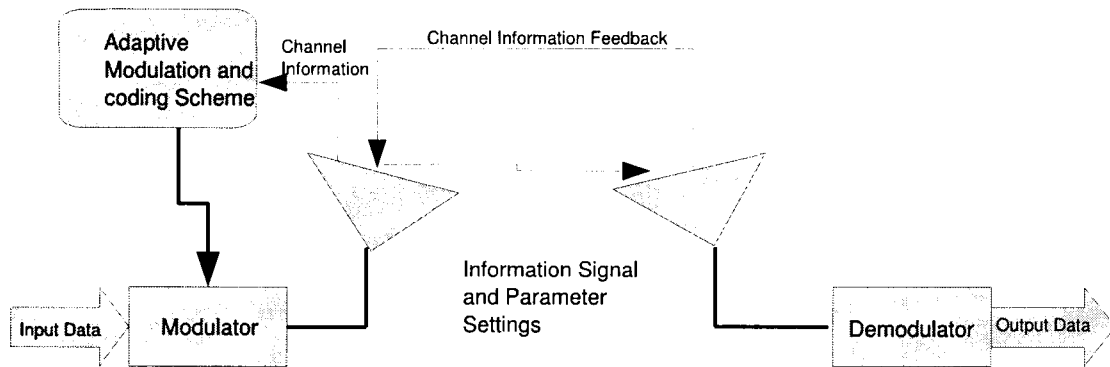 Adaptive
Modulation and
coding Scheme
Channel
Information
Channel Information Feedback
Information Signal
and Parameter
Settings
Input Data
Modulator
Demodulator
Output Data